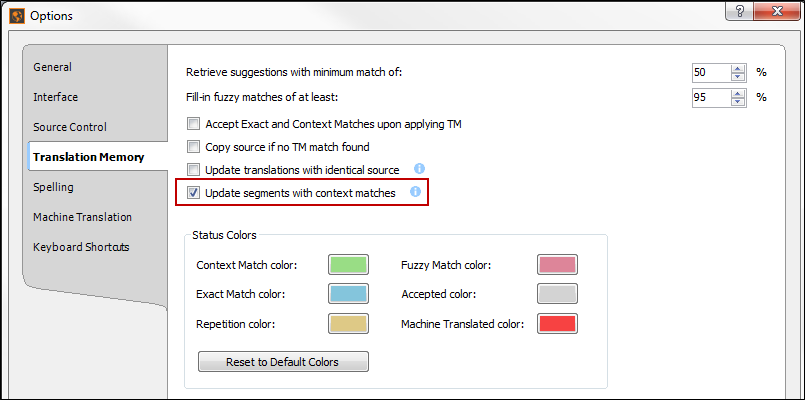 Options
General
Interface
Source Control
Translation Memory
Spelling
Machine Translation
Keyboard Shortcuts
Retrieve suggestions with minimum match of: 50 %
Fill-in fuzzy matches of at least: 95 %
Accept Exact and Context Matches upon applying TM
Copy source if no TM match found
Update translations with identical source
Update segments with context matches
Status Colors
Context Match color: Fuzzy Match color:
Exact Match color: Accepted color:
Repetition color: Machine Translated color:
Reset to Default Colors